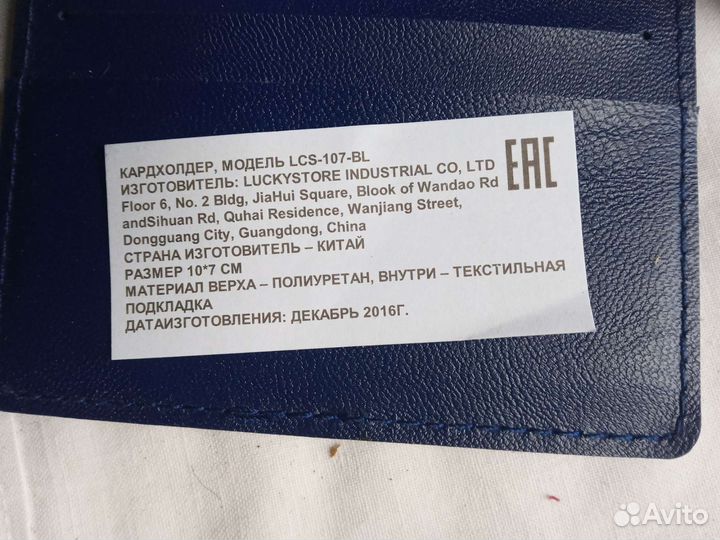 КАРДХОЛДЕР, МОДЕЛЬ LCS-107-BL
ИЗГОТОВИТЕЛЬ: LUCKYSTORE INDUSTRIAL CO, LTD
Floor 6, No. 2 Bldg, JiaHui Square, Blook of Wandao Rd
andSihuan Rd, Quhai Residence, Wanjiang Street,
Dongguang City, Guangdong, China
СТРАНА ИЗГОТОВИТЕЛЬ – КИТАЙ
РАЗМЕР 10*7 СМ
МАТЕРИАЛ ВЕРХА – ПОЛИУРЕТАН, ВНУТРИ – ТЕКСТИЛЬНАЯ
ПОДКЛАДКА
ДАТАИЗГОТОВЛЕНИЯ: ДЕКАБРЬ 2016Г.
EAC
Avito